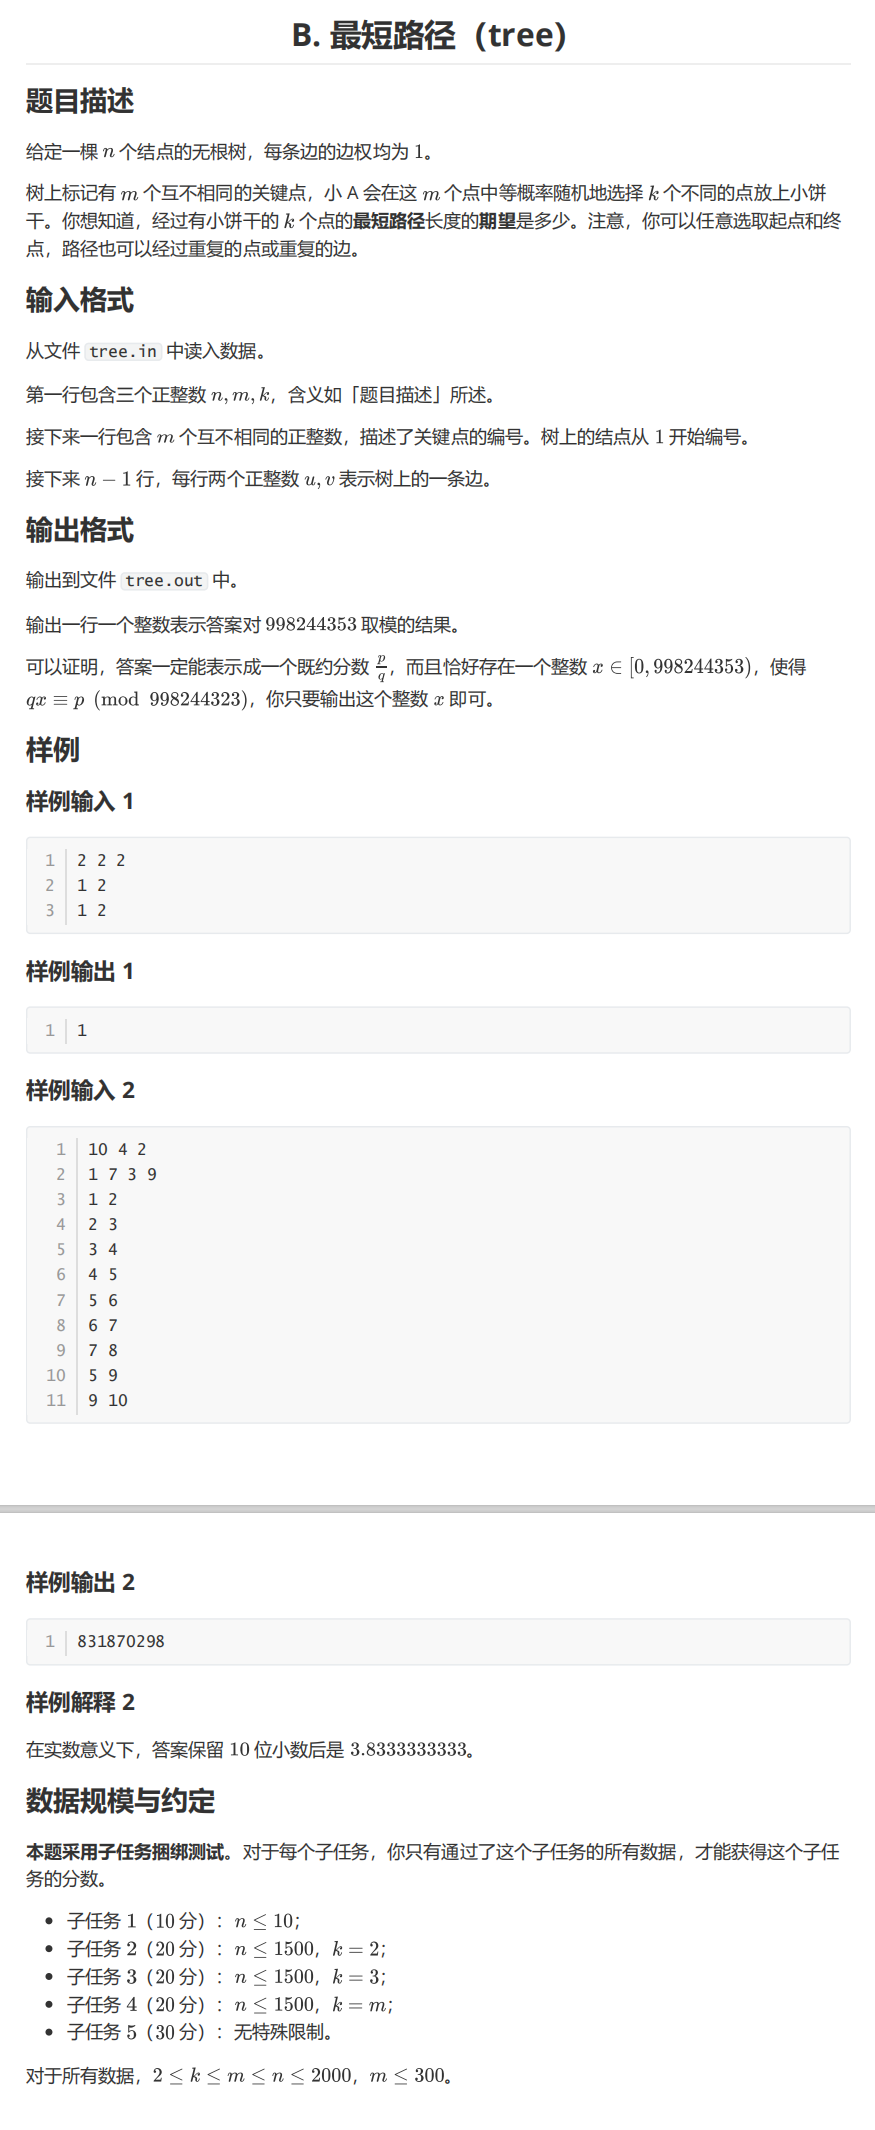 B. 最短路径（tree）
题目描述
给定一棵 n 个结点的无根树，每条边的边权均为 1。
树上标记有 m 个互不相同的关键点，小 A 会在这 m 个点中等概率随机地选择 k 个不同的点放上小饼
干。你想知道，经过有小饼干的 k 个点的最短路径长度的期望是多少。注意，你可以任意选取起点和终
点，路径也可以经过重复的点或重复的边。
输入格式
从文件 tree.in 中读入数据。
第一行包含三个正整数 n, m, k，含义如「题目描述」所述。
接下来一行包含 m 个互不相同的正整数，描述了关键点的编号。树上的结点从 1 开始编号。
接下来 n − 1 行，每行两个正整数 u, v 表示树上的一条边。
输出格式
输出到文件 tree.out 中。
输出一行一个整数表示答案对 998244353 取模的结果。
可以证明，答案一定能表示成一个既约分数 p/q，而且恰好存在一个整数 x ∈ [0, 998244353)，使得
qx ≡ p (mod 998244323)，你只要输出这个整数 x 即可。
样例
样例输入 1
1 2 2 2
2 1 2
3 1 2
样例输出 1
1 1
样例输入 2
1 10 4 2
2 1 7 3 9
3 1 2
4 2 3
5 3 4
6 4 5
7 5 6
8 6 7
9 7 8
10 5 9
11 9 10
样例输出 2
1 831870298
样例解释 2
在实数意义下，答案保留 10 位小数后是 3.8333333333。
数据规模与约定
本题采用子任务捆绑测试。对于每个子任务，你只有通过了这个子任务的所有数据，才能获得这个子任
务的分数。
• 子任务 1（10 分）：n ≤ 10；
• 子任务 2（20 分）：n ≤ 1500，k = 2；
• 子任务 3（20 分）：n ≤ 1500，k = 3；
• 子任务 4（20 分）：n ≤ 1500，k = m；
• 子任务 5（30 分）：无特殊限制。
对于所有数据，2 ≤ k ≤ m ≤ n ≤ 2000，m ≤ 300。